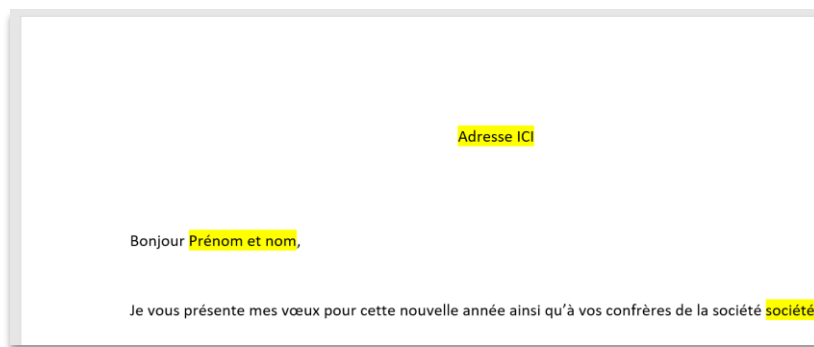 Adresse ICI
Bonjour Prénom et nom,
Je vous présente mes vœux pour cette nouvelle année ainsi qu'à vos confrères de la société société